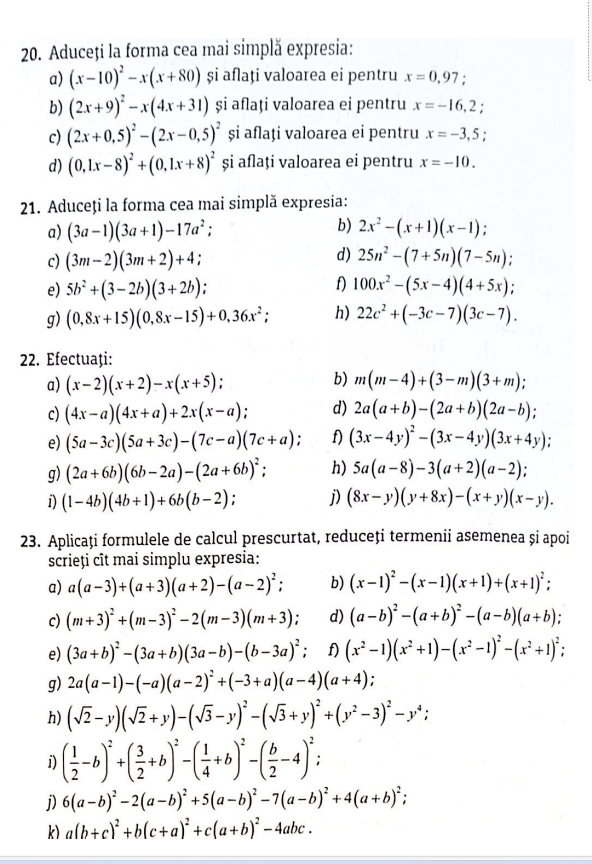 20. Aduceți la forma cea mai simplă expresia:
a) (x−10)² −x(x+80) și aflați valoarea ei pentru x=0,97;
b) (2x+9)² −x(4x+31) și aflați valoarea ei pentru x=−16,2;
c) (2x+0,5)² −(2x−0,5)² și aflați valoarea ei pentru x=−3,5;
d) (0,1x−8)² +(0,1x+8)² și aflați valoarea ei pentru x=−10.
21. Aduceți la forma cea mai simplă expresia:
a) (3a−1)(3a+1)−17a²; b) 2x² −(x+1)(x−1);
c) (3m−2)(3m+2)+4; d) 25n² −(7+5n)(7−5n);
e) 5b² +(3−2b)(3+2b); f) 100x² −(5x−4)(4+5x);
g) (0,8x+15)(0,8x−15)+0,36x²; h) 22c² +(−3c−7)(3c−7).
22. Efectuați:
a) (x−2)(x+2)−x(x+5); b) m(m−4)+(3−m)(3+m);
c) (4x−a)(4x+a)+2x(x−a); d) 2a(a+b)−(2a+b)(2a−b);
e) (5a−3c)(5a+3c)−(7c−a)(7c+a); f) (3x−4y)² −(3x−4y)(3x+4y);
g) (2a+6b)(6b−2a)−(2a+6b)²; h) 5a(a−8)−3(a+2)(a−2);
i) (1−4b)(4b+1)+6b(b−2); j) (8x−y)(y+8x)−(x+y)(x−y).
23. Aplicați formulele de calcul prescurtat, reduceți termenii asemenea și apoi
scrieți cît mai simplu expresia:
a) a(a−3)+(a+3)(a+2)−(a−2)²; b) (x−1)² −(x−1)(x+1)+(x+1)²;
c) (m+3)² +(m−3)² −2(m−3)(m+3); d) (a−b)² −(a+b)² −(a−b)(a+b);
e) (3a+b)² −(3a+b)(3a−b)−(b−3a)²; f) (x² −1)(x² +1)−(x² −1)² −(x² +1)²;
g) 2a(a−1)−(−a)(a−2)² +(−3+a)(a−4)(a+4);
h) (√2−y)(√2+y)−(√3−y)² −(√3+y)² +(y² −3)² −y⁴;
i) (1/2−b)² +(3/2+b)² −(1/4+b)² −(b/2−4)²;
j) 6(a−b)² −2(a−b)² +5(a−b)² −7(a−b)² +4(a+b)²;
k) a(b+c)² +b(c+a)² +c(a+b)² −4abc.